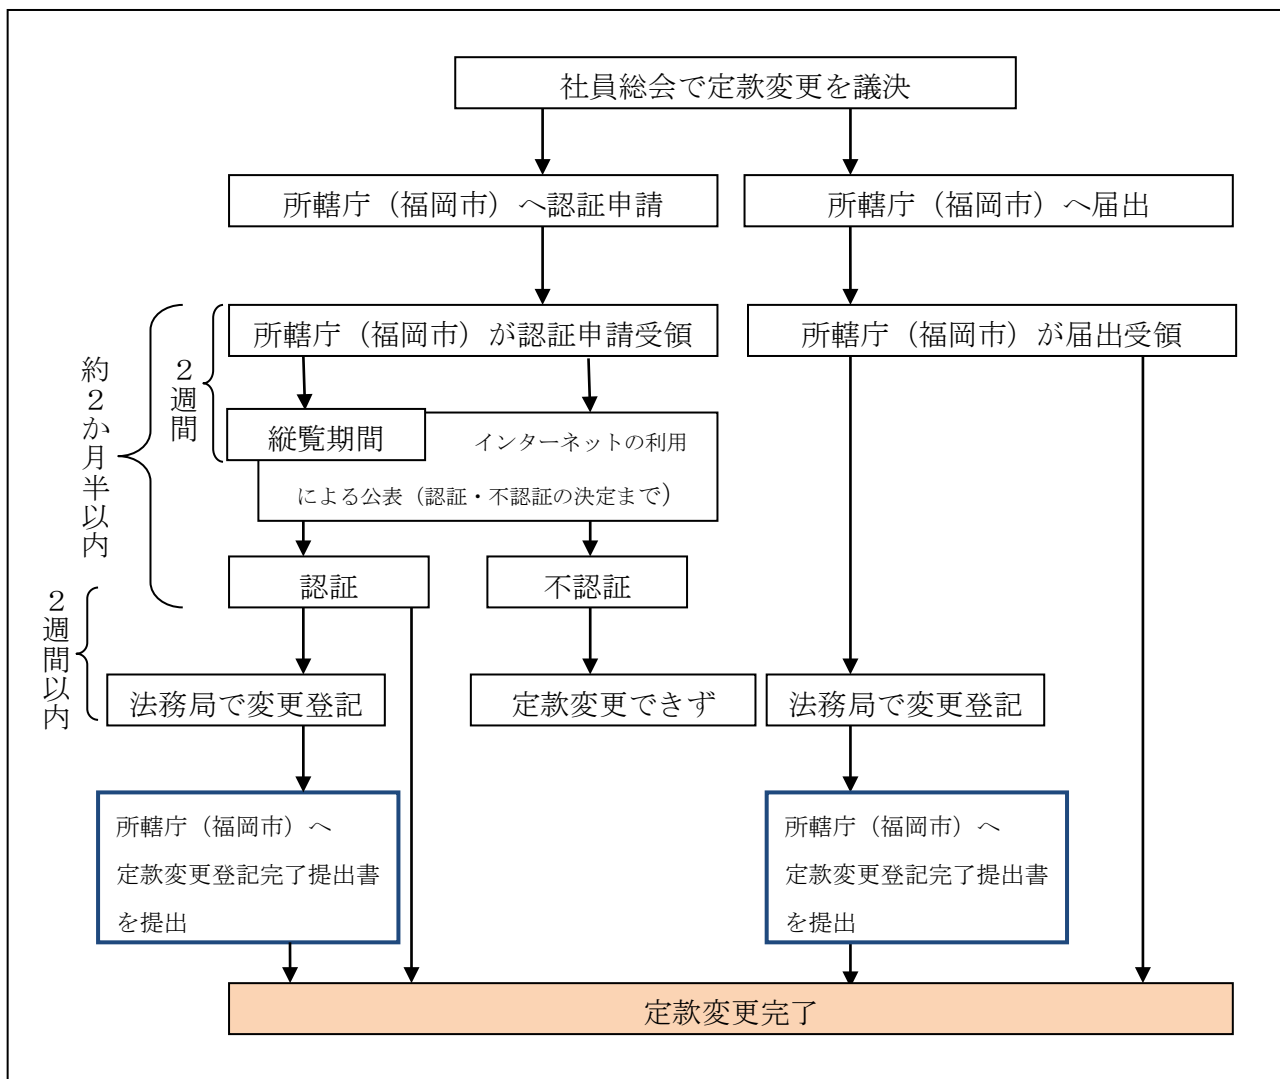 社員総会で定款変更を議決
所轄庁（福岡市）へ認証申請
所轄庁（福岡市）へ届出
所轄庁（福岡市）が認証申請受領
所轄庁（福岡市）が届出受領
約２か月半以内
２週間
縦覧期間
インターネットの利用
による公表（認証・不認証の決定まで）
認証
不認証
２週間以内
法務局で変更登記
定款変更できず
法務局で変更登記
所轄庁（福岡市）へ
定款変更登記完了提出書
を提出
所轄庁（福岡市）へ
定款変更登記完了提出書
を提出
定款変更完了